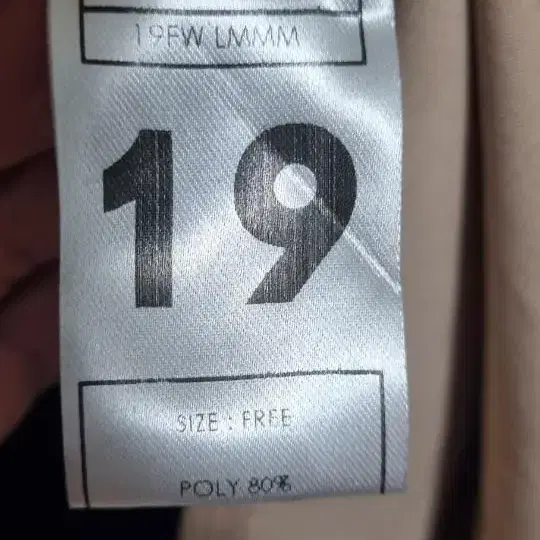 19FW LMMM
19
SIZE : FREE
POLY 80%